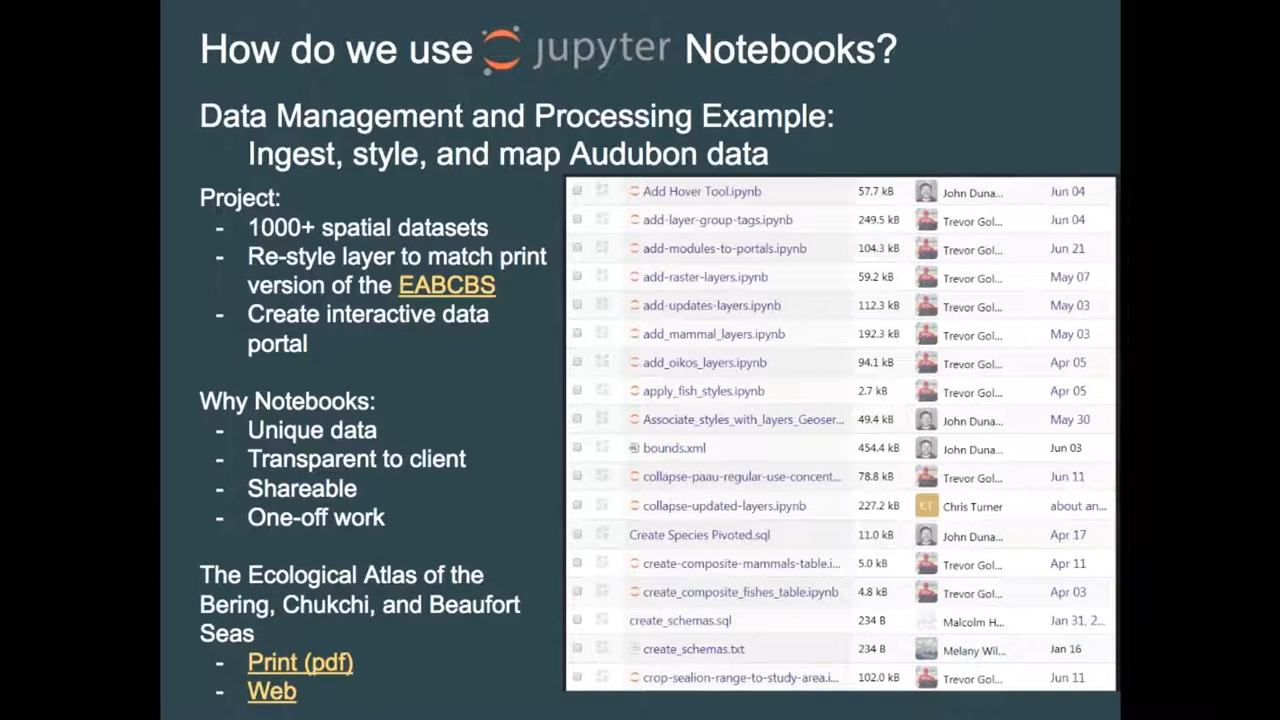 How do we use jupyter Notebooks?
Data Management and Processing Example:
Ingest, style, and map Audubon data
Project:
- 1000+ spatial datasets
- Re-style layer to match print
version of the EABCBS
- Create interactive data
portal
Why Notebooks:
- Unique data
- Transparent to client
- Shareable
- One-off work
The Ecological Atlas of the
Bering, Chukchi, and Beaufort
Seas
- Print (pdf)
- Web
Add Hover Tool.ipynb 57.7 kB John Duna... Jun 04
add-layer-group-tags.ipynb 249.5 kB Trevor Gol... Jun 04
add-modules-to-portals.ipynb 104.3 kB Trevor Gol... Jun 21
add-raster-layers.ipynb 59.2 kB Trevor Gol... May 07
add-updates-layers.ipynb 112.3 kB Trevor Gol... May 03
add_mammal_layers.ipynb 192.3 kB Trevor Gol... May 03
add_oikos_layers.ipynb 94.1 kB Trevor Gol... Apr 05
apply_fish_styles.ipynb 2.7 kB Trevor Gol... Apr 05
Associate_styles_with_layers_Geoser... 49.4 kB John Duna... May 30
bounds.xml 454.4 kB John Duna... Jun 03
collapse-paau-regular-use-concent... 78.8 kB Trevor Gol... Jun 11
collapse-updated-layers.ipynb 227.2 kB CT Chris Turner about an...
Create Species Pivoted.sql 11.0 kB John Duna... Apr 17
create-composite-mammals-table.i... 5.0 kB Trevor Gol... Apr 11
create_composite_fishes_table.ipynb 4.8 kB Trevor Gol... Apr 03
create_schemas.sql 234 B Malcolm H... Jan 31, 2...
create_schemas.txt 234 B Melany Wil... Jan 16
crop-sealion-range-to-study-area.i... 102.0 kB Trevor Gol... Jun 11